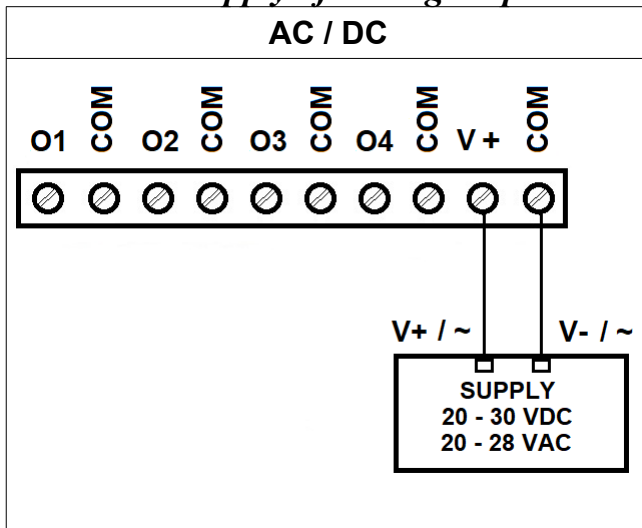 AC / DC
O1 COM O2 COM O3 COM O4 COM V+ COM
V+ / ~ V- / ~
SUPPLY
20 - 30 VDC
20 - 28 VAC